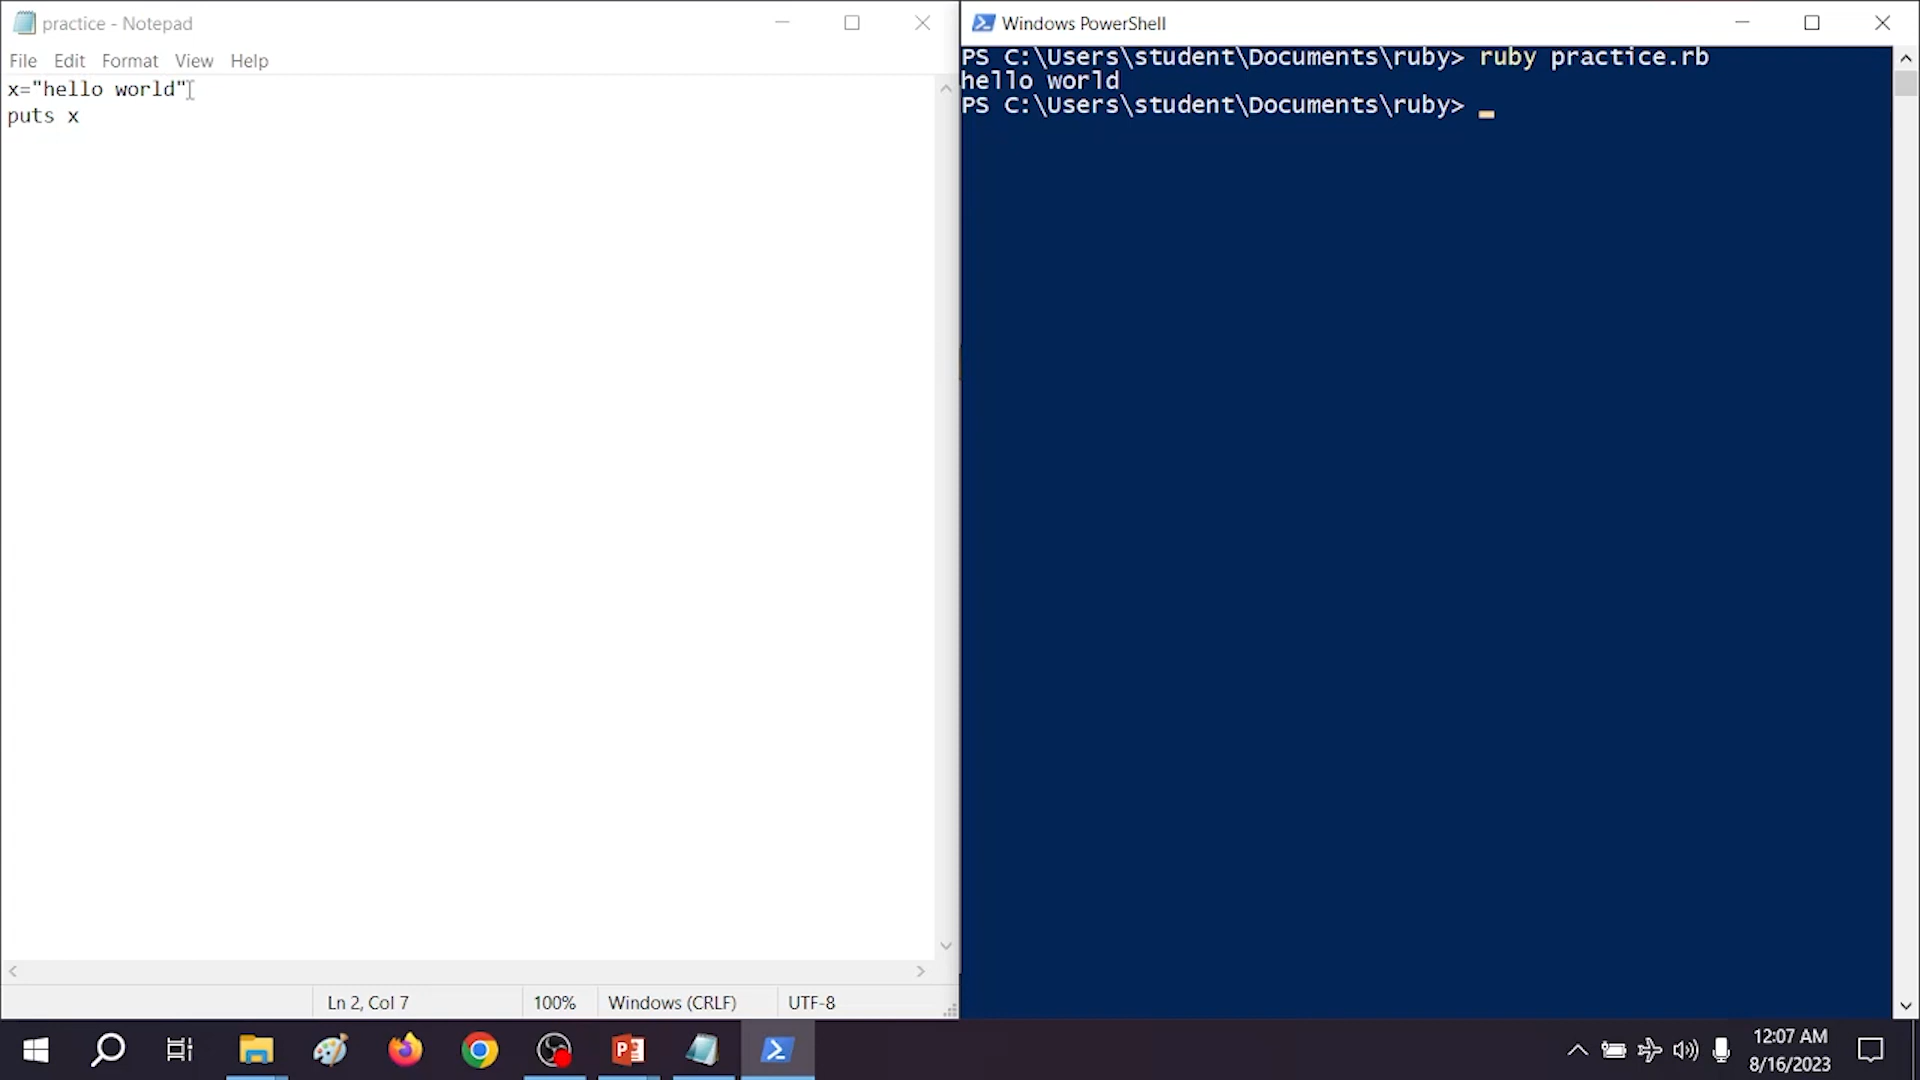 practice - Notepad
File Edit Format View Help
x="hello world"
puts x
Ln 2, Col 7 100% Windows (CRLF) UTF-8
Windows PowerShell
PS C:\Users\student\Documents\ruby> ruby practice.rb
hello world
PS C:\Users\student\Documents\ruby>
12:07 AM
8/16/2023